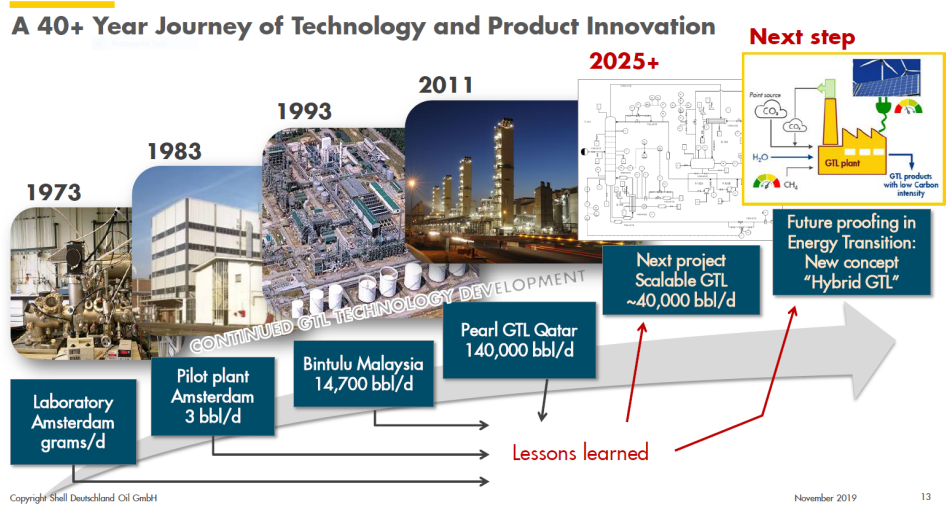 A 40+ Year Journey of Technology and Product Innovation
Next step
2025+
2011
1993
1983
1973
Point source
CO₂
CO₂
H₂O
CH₄
GTL plant
GTL products
with low Carbon
intensity
CONTINUED GTL TECHNOLOGY DEVELOPMENT
Laboratory
Amsterdam
grams/d
Pilot plant
Amsterdam
3 bbl/d
Bintulu Malaysia
14,700 bbl/d
Pearl GTL Qatar
140,000 bbl/d
Next project
Scalable GTL
~40,000 bbl/d
Future proofing in
Energy Transition:
New concept
“Hybrid GTL”
Lessons learned
Copyright Shell Deutschland Oil GmbH
November 2019
13